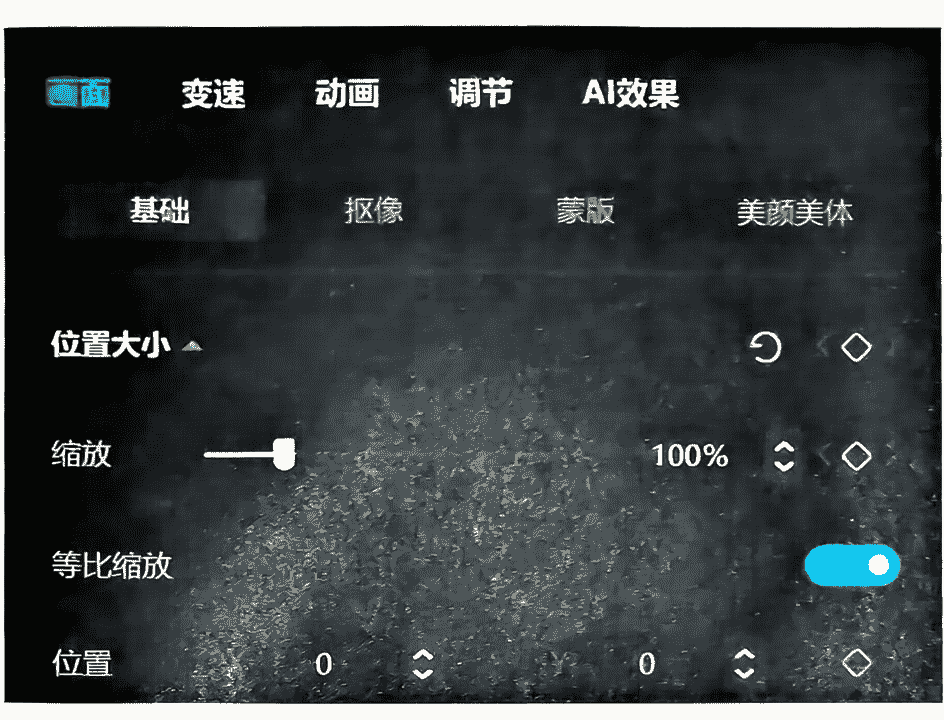 画面 变速 动画 调节 AI效果
基础 抠像 蒙版 美颜美体
位置大小
缩放 100%
等比缩放
位置 0 0